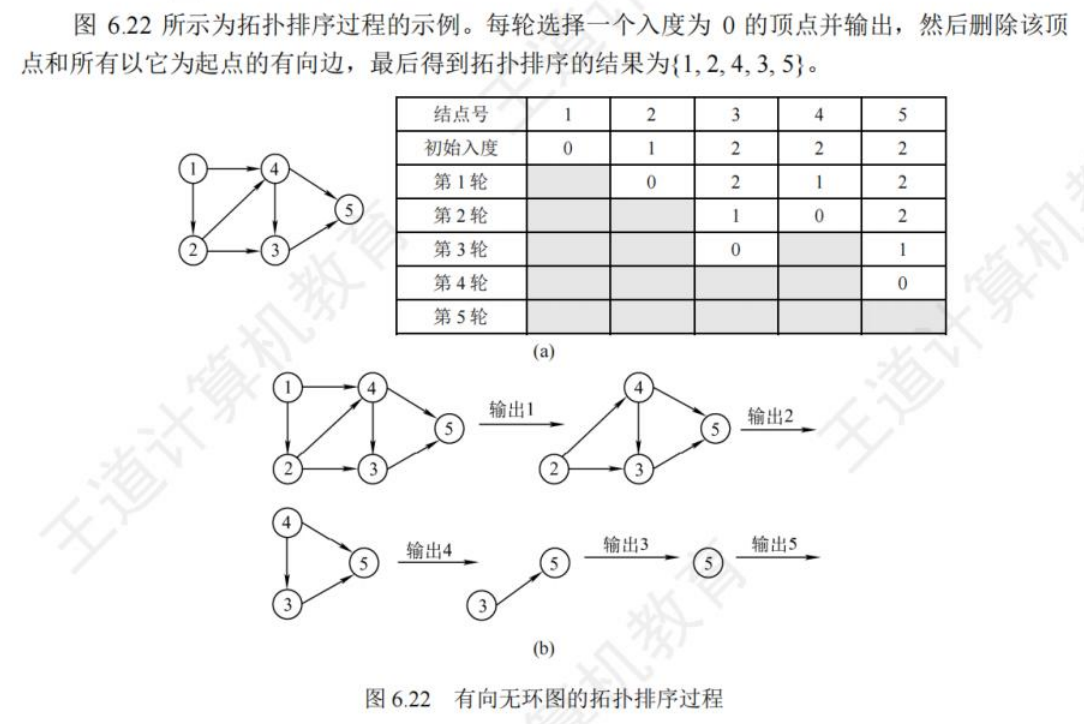 图 6.22 所示为拓扑排序过程的示例。每轮选择一个入度为 0 的顶点并输出，然后删除该顶
点和所有以它为起点的有向边，最后得到拓扑排序的结果为{1, 2, 4, 3, 5}。
结点号 1 2 3 4 5
初始入度 0 1 2 2 2
第 1 轮 0 2 1 2
第 2 轮 1 0 2
第 3 轮 0 1
第 4 轮 0
第 5 轮
1 4
5
2 3
(a)
1 4
5
2 3
输出1
4
5
2 3
输出2
4
5
3
输出4
5
3
输出3
5
输出5
(b)
图 6.22 有向无环图的拓扑排序过程
王道计算机教育
王道计算机教
王道计
算机教育